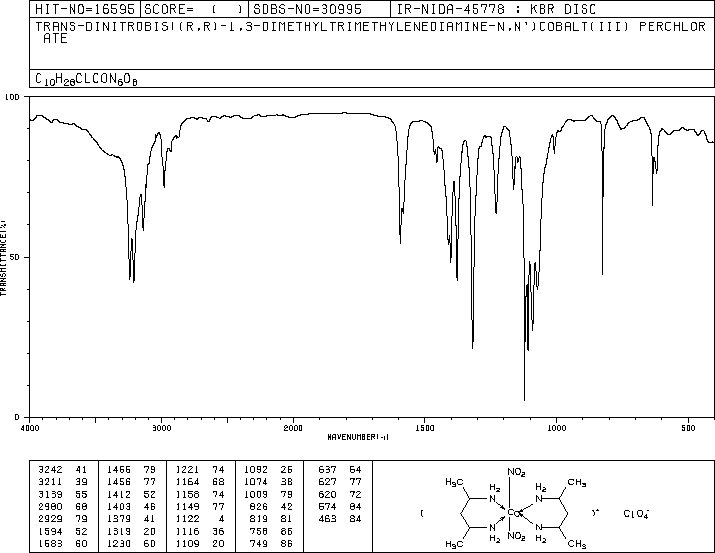 HIT-NO=16595 SCORE= ( ) SDBS-NO=30995 IR-NIDA-45778 : KBR DISC
TRANS-DINITROBIS((R,R)-1,3-DIMETHYLTRIMETHYLENEDIAMINE-N,N')COBALT(III) PERCHLOR
ATE
C10H28CLCON6O8
100
50
0
TRANSMITTANCE(%)
4000 3000 2000 1500 1000 500
WAVENUMBER(-1)
3242 41 1466 79 1221 74 1092 26 637 64
3211 39 1456 77 1164 68 1074 38 627 77
3139 55 1412 52 1158 74 1009 79 620 72
2980 68 1403 46 1149 77 826 42 574 84
2929 79 1379 41 1122 4 819 81 463 84
1594 52 1319 20 1116 36 758 86
1583 60 1230 60 1109 20 749 86
H3C NO2 CH3
H2 H2
N N
( Co )+ ClO4-
N N
H2 NO2 H2
H3C CH3